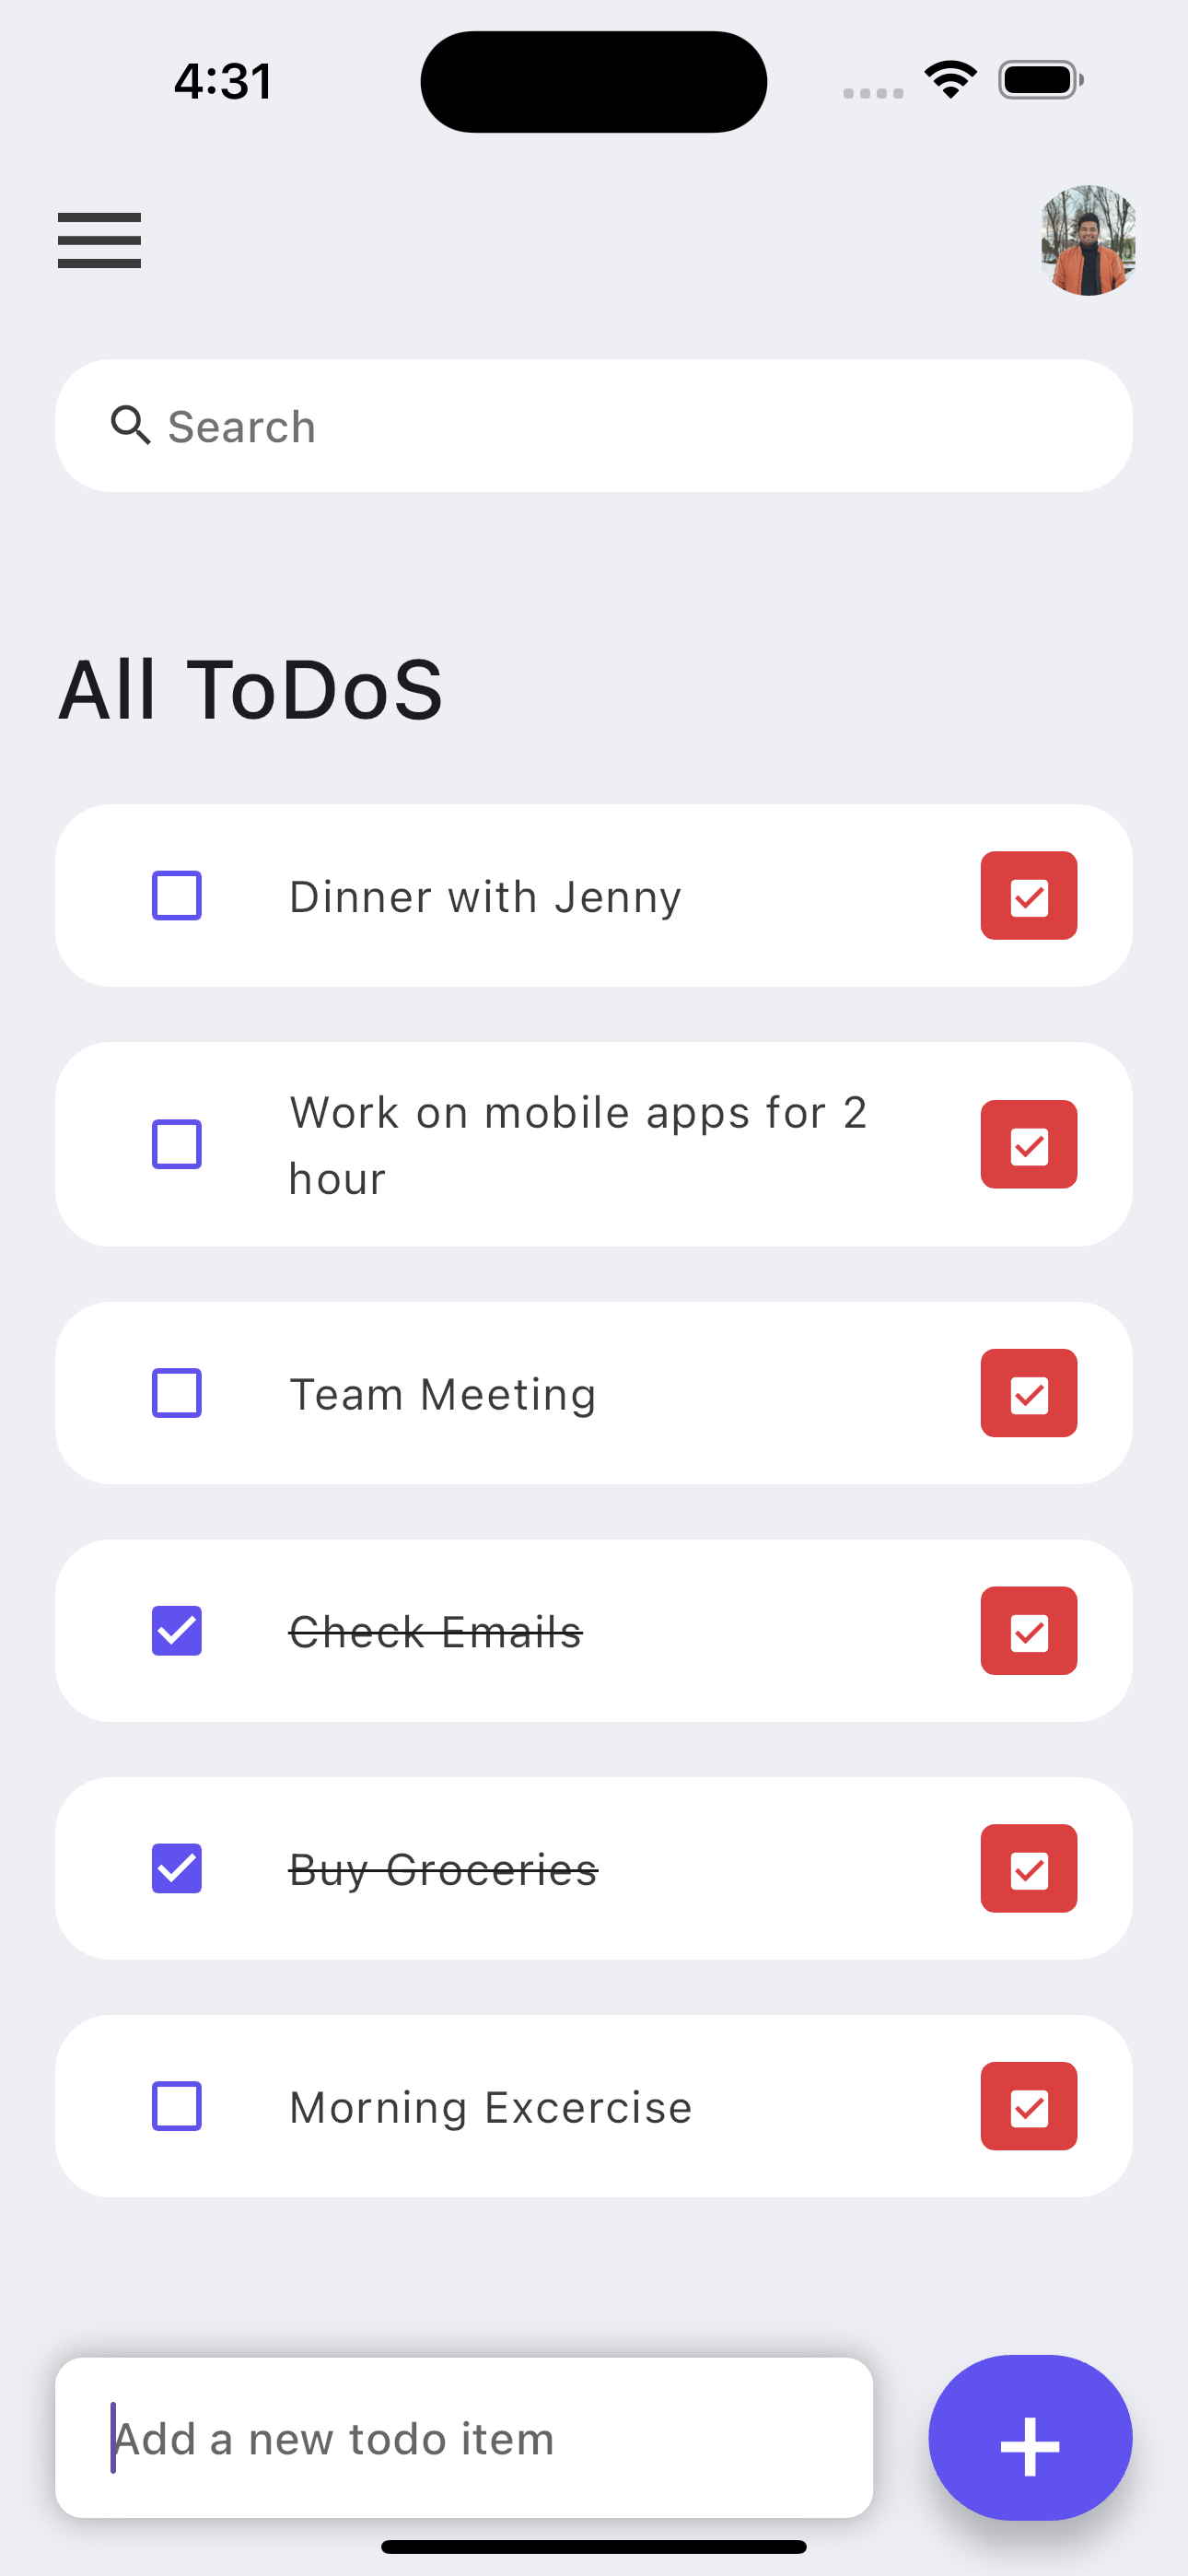 4:31
Search
All ToDoS
Dinner with Jenny
Work on mobile apps for 2
hour
Team Meeting
Check Emails
Buy Groceries
Morning Excercise
Add a new todo item